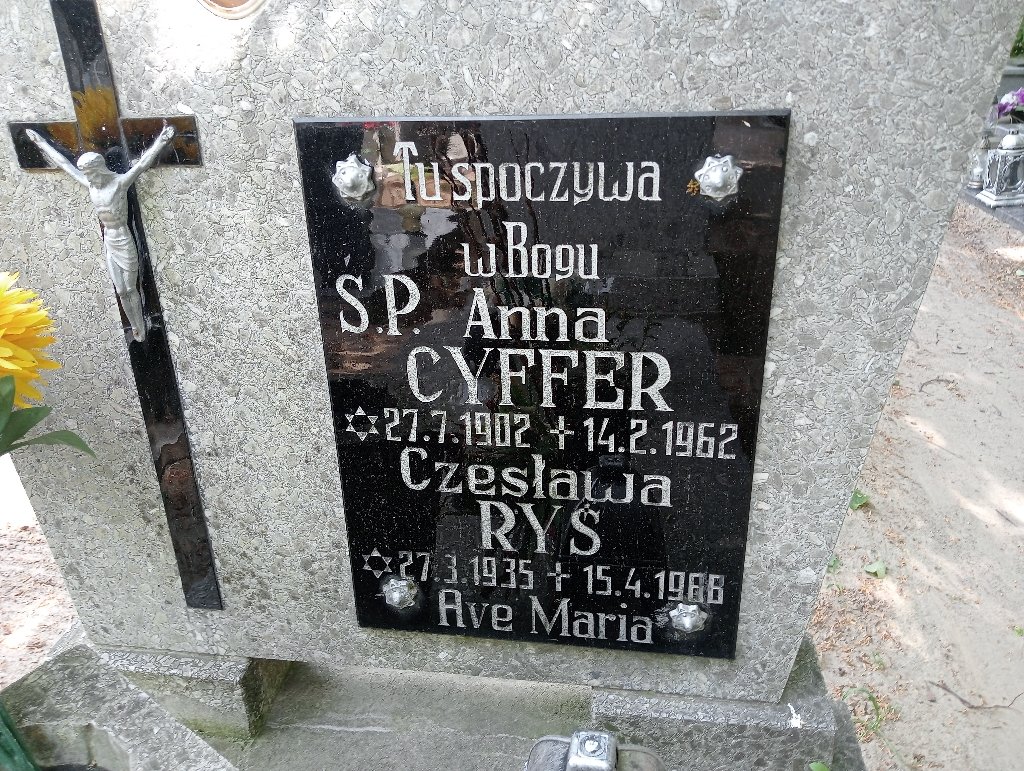 Tu spoczywa
w Bogu
Ś.P. Anna
CYFFER
✡ 27.7.1902 + 14.2.1962
Czesława
RYŚ
✡ 27.3.1935 + 15.4.1988
Ave Maria